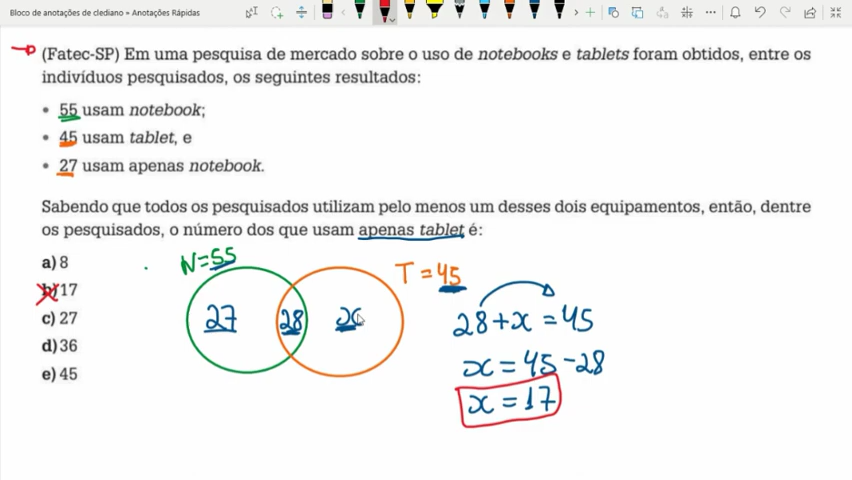 Bloco de anotações de clediano » Anotações Rápidas
(Fatec-SP) Em uma pesquisa de mercado sobre o uso de notebooks e tablets foram obtidos, entre os
indivíduos pesquisados, os seguintes resultados:
• 55 usam notebook;
• 45 usam tablet, e
• 27 usam apenas notebook.
Sabendo que todos os pesquisados utilizam pelo menos um desses dois equipamentos, então, dentre
os pesquisados, o número dos que usam apenas tablet é:
a) 8
b) 17
c) 27
d) 36
e) 45
N=55
T=45
27 28 x
28+x=45
x=45-28
x=17